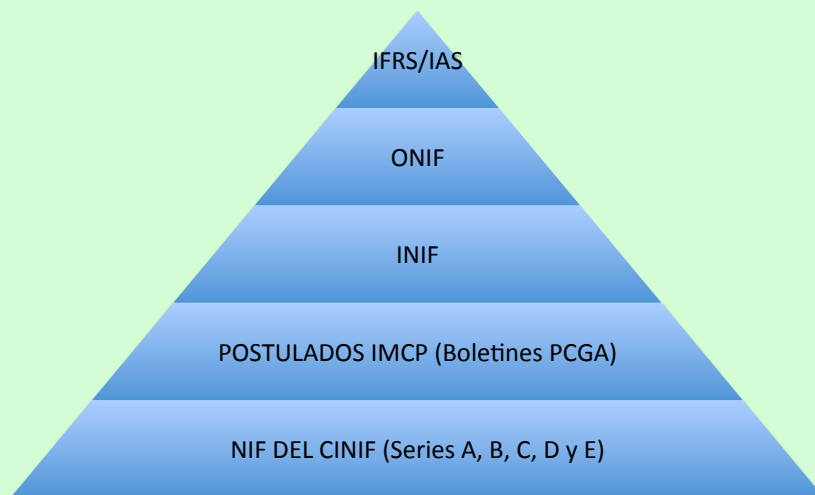 IFRS/IAS
ONIF
INIF
POSTULADOS IMCP (Boletines PCGA)
NIF DEL CINIF (Series A, B, C, D y E)